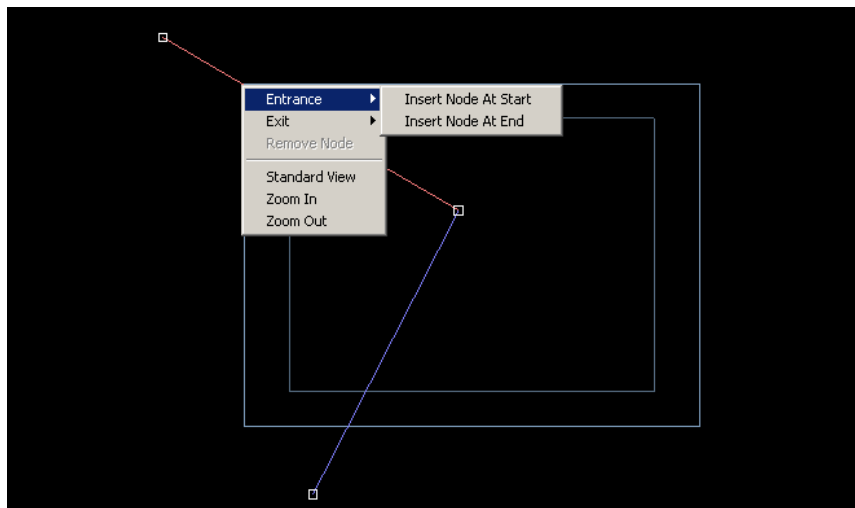 Entrance
Insert Node At Start
Exit
Insert Node At End
Remove Node
Standard View
Zoom In
Zoom Out